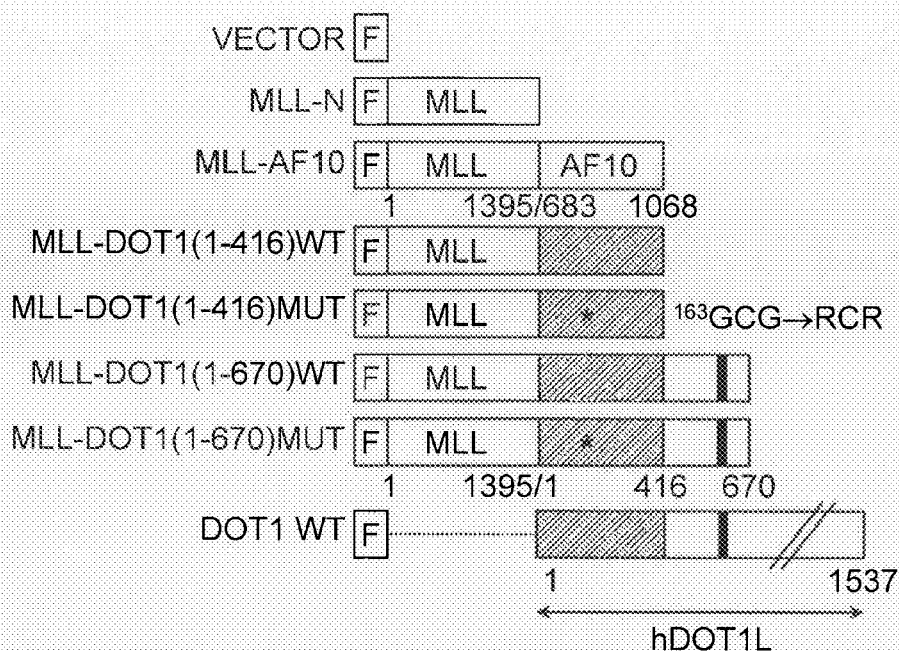 VECTOR F
MLL-N F MLL
MLL-AF10 F MLL AF10
1 1395/683 1068
MLL-DOT1(1-416)WT F MLL
MLL-DOT1(1-416)MUT F MLL * ¹⁶³GCG→RCR
MLL-DOT1(1-670)WT F MLL
MLL-DOT1(1-670)MUT F MLL *
1 1395/1 416 670
DOT1 WT F
1 1537
hDOT1L